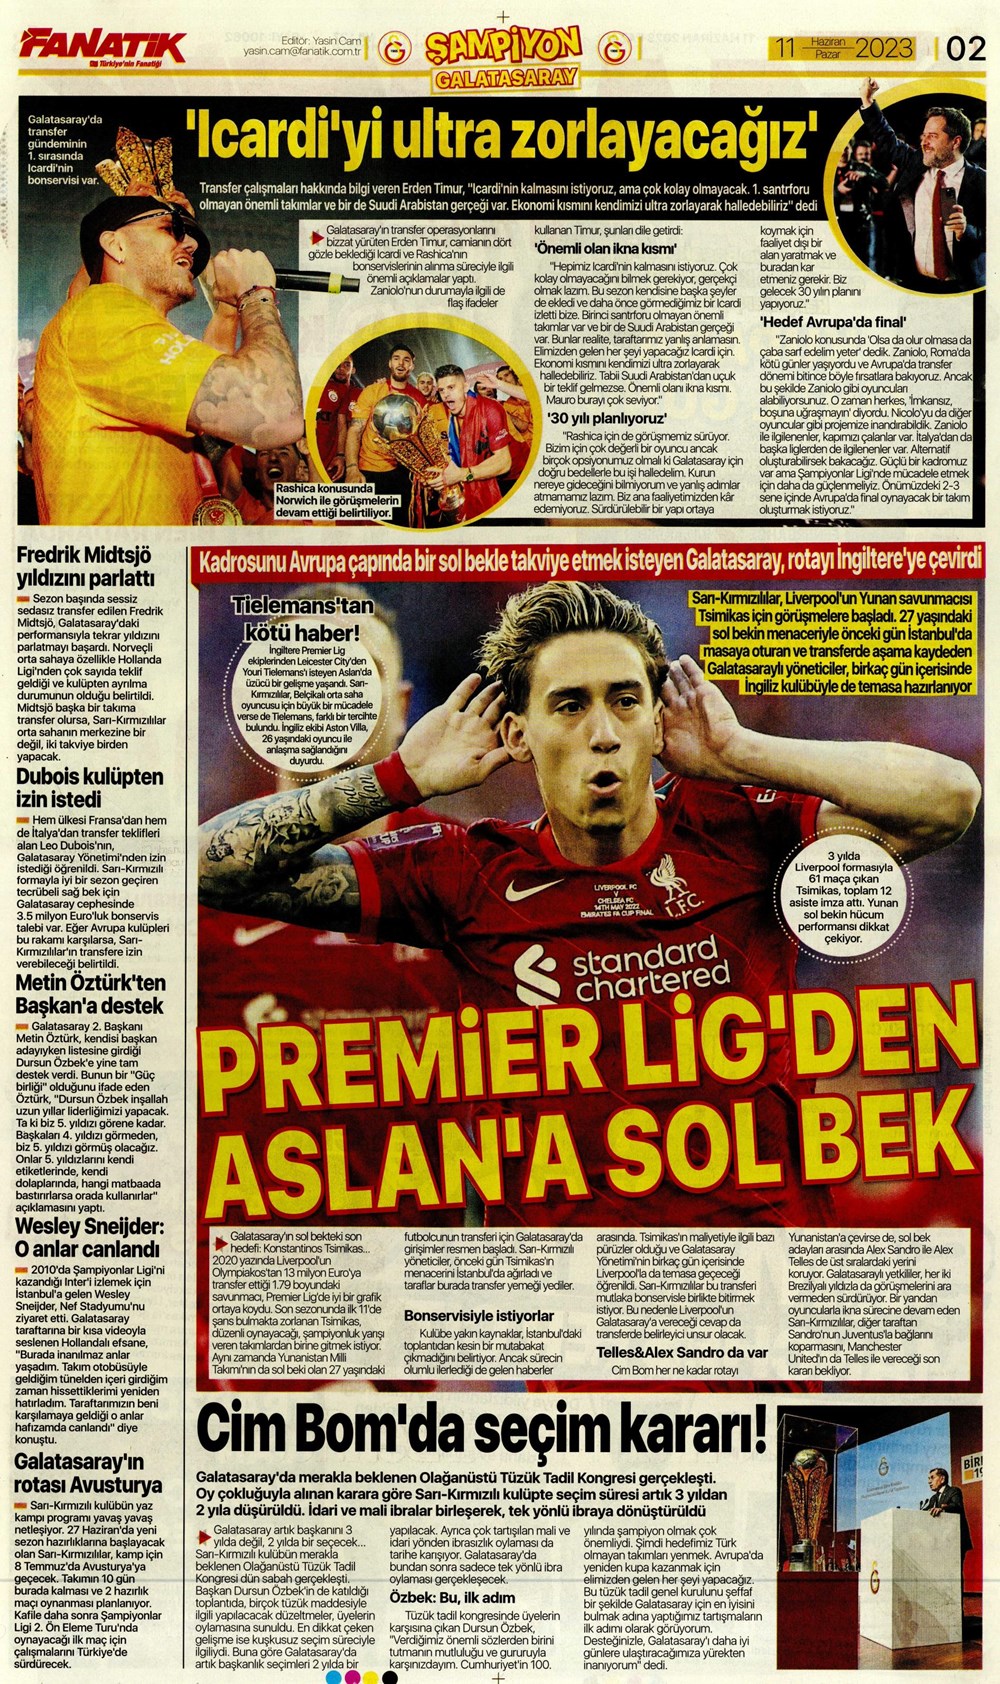 FANATİK
Türkiye'nin Fanatiği
Editör: Yasin Cam
yasin.cam@fanatik.com.tr
ŞAMPİYON
GALATASARAY
11 Haziran Pazar 2023
02
Galatasaray'da
transfer
gündeminin
1. sırasında
Icardi'nin
bonservisi var.
'Icardi'yi ultra zorlayacağız'
Transfer çalışmaları hakkında bilgi veren Erden Timur, "Icardi'nin kalmasını istiyoruz, ama çok kolay olmayacak. 1. santrforu
olmayan önemli takımlar ve bir de Suudi Arabistan gerçeği var. Ekonomi kısmını kendimizi ultra zorlayarak halledebiliriz" dedi
Galatasaray'ın transfer operasyonlarını
bizzat yürüten Erden Timur, camianın dört
gözle beklediği Icardi ve Rashica'nın
bonservislerinin alınma süreciyle ilgili
önemli açıklamalar yaptı.
Zaniolo'nun durumayla ilgili de
flaş ifadeler
Rashica konusunda
Norwich ile görüşmelerin
devam ettiği belirtiliyor.
kullanan Timur, şunları dile getirdi:
'Önemli olan ikna kısmı'
"Hepimiz Icardi'nin kalmasını istiyoruz. Çok
kolay olmayacağını bilmek gerekiyor, gerçekçi
olmak lazım. Bu sezon kendisine başka şeyler
de ekledi ve daha önce görmediğimiz bir Icardi
izletti bize. Birinci santrforu olmayan önemli
takımlar var ve bir de Suudi Arabistan gerçeği
var. Bunlar realite, taraftarımız yanlış anlamasın.
Elimizden gelen her şeyi yapacağız Icardi için.
Ekonomi kısmını kendimizi ultra zorlayarak
halledebiliriz. Tabii Suudi Arabistan'dan uçuk
bir teklif gelmezse. Önemli olanı ikna kısmı.
Mauro burayı çok seviyor."
'30 yılı planlıyoruz'
"Rashica için de görüşmemiz sürüyor.
Bizim için çok değerli bir oyuncu ancak
birçok opsiyonumuz olmalı ki Galatasaray için
doğru bedellerle bu işi halledelim. Kurun
nereye gideceğini bilmiyorum ve yanlış adımlar
atmamamız lazım. Biz ana faaliyetimizden kâr
edemiyoruz. Sürdürülebilir bir yapı ortaya
koymak için
faaliyet dışı bir
alan yaratmak ve
buradan kar
etmeniz gerekir. Biz
gelecek 30 yılın planını
yapıyoruz."
'Hedef Avrupa'da final'
"Zaniolo konusunda 'Olsa da olur olmasa da
çaba sarf edelim yeter' dedik. Zaniolo, Roma'da
kötü günler yaşıyordu ve Avrupa'da transfer
dönemi bitince böyle fırsatlara bakıyoruz. Ancak
bu şekilde Zaniolo gibi oyuncuları
alabiliyorsunuz. O zaman herkes, 'İmkansız,
boşuna uğraşmayın' diyordu. Nicolo'yu da diğer
oyuncular gibi projemize inandırabildik. Zaniolo
ile ilgilenenler, kapımızı çalanlar var. İtalya'dan da
başka liglerden de ilgilenenler var. Alternatif
oluşturabilirsek bakacağız. Güçlü bir kadromuz
var ama Şampiyonlar Ligi'nde mücadele etmek
için daha da güçlenmeliyiz. Önümüzdeki 2-3
sene içinde Avrupa'da final oynayacak bir takım
oluşturmak istiyoruz."
Fredrik Midtsjö
yıldızını parlattı
Sezon başında sessiz
sedasız transfer edilen Fredrik
Midtsjö, Galatasaray'daki
performansıyla tekrar yıldızını
parlatmayı başardı. Norveçli
orta sahaya özellikle Hollanda
Ligi'nden çok sayıda teklif
geldiği ve kulüpten ayrılma
durumunun olduğu belirtildi.
Midtsjö başka bir takıma
transfer olursa, Sarı-Kırmızılılar
orta sahanın merkezine bir
değil, iki takviye birden
yapacak.
Dubois kulüpten
izin istedi
Hem ülkesi Fransa'dan hem
de İtalya'dan transfer teklifleri
alan Leo Dubois'nın,
Galatasaray Yönetimi'nden izin
istediği öğrenildi. Sarı-Kırmızılı
formayla iyi bir sezon geçiren
tecrübeli sağ bek için
Galatasaray cephesinde
3.5 milyon Euro'luk bonservis
talebi var. Eğer Avrupa kulüpleri
bu rakamı karşılarsa, Sarı-
Kırmızılılar'ın transfere izin
verebileceği belirtildi.
Metin Öztürk'ten
Başkan'a destek
Galatasaray 2. Başkanı
Metin Öztürk, kendisi başkan
adayıyken listesine girdiği
Dursun Özbek'e yine tam
destek verdi. Bunun bir "Güç
birliği" olduğunu ifade eden
Öztürk, "Dursun Özbek inşallah
uzun yıllar liderliğimizi yapacak.
Ta ki biz 5. yıldızı görene kadar.
Başkaları 4. yıldızı görmeden,
biz 5. yıldızı görmüş olacağız.
Onlar 5. yıldızlarını kendi
etiketlerinde, kendi
dolaplarında, hangi matbaada
bastırırlarsa orada kullanırlar"
açıklamasını yaptı.
Wesley Sneijder:
O anlar canlandı
2010'da Şampiyonlar Ligi'ni
kazandığı Inter'i izlemek için
İstanbul'a gelen Wesley
Sneijder, Nef Stadyumu'nu
ziyaret etti. Galatasaray
taraftarına bir kısa videoyla
seslenen Hollandalı efsane,
"Burada inanılmaz anlar
yaşadım. Takım otobüsüyle
geldiğim tünelden içeri girdiğim
zaman hissettiklerimi yeniden
hatırladım. Taraftarımızın beni
karşılamaya geldiği o anlar
hafızamda canlandı" diye
konuştu.
Galatasaray'ın
rotası Avusturya
Sarı-Kırmızılı kulübün yaz
kampı programı yavaş yavaş
netleşiyor. 27 Haziran'da yeni
sezon hazırlıklarına başlayacak
olan Sarı-Kırmızılılar, kamp için
8 Temmuz'da Avusturya'ya
geçecek. Takımın 10 gün
burada kalması ve 2 hazırlık
maçı oynanması planlanıyor.
Kafile daha sonra Şampiyonlar
Ligi 2. Ön Eleme Turu'nda
oynayacağı ilk maç için
çalışmalarını Türkiye'de
sürdürecek.
Kadrosunu Avrupa çapında bir sol bekle takviye etmek isteyen Galatasaray, rotayı İngiltere'ye çevirdi
Tielemans'tan
kötü haber!
İngiltere Premier Lig
ekiplerinden Leicester City'den
Youri Tielemans'ı isteyen Aslan'da
üzücü bir gelişme yaşandı. Sarı-
Kırmızılılar, Belçikalı orta saha
oyuncusu için büyük bir mücadele
verse de Tielemans, farklı bir tercihte
bulundu. İngiliz ekibi Aston Villa,
26 yaşındaki oyuncu ile
anlaşma sağlandığını
duyurdu.
Sarı-Kırmızılılar, Liverpool'un Yunan savunmacısı
Tsimikas için görüşmelere başladı. 27 yaşındaki
sol bekin menaceriyle önceki gün İstanbul'da
masaya oturan ve transferde aşama kaydeden
Galatasaraylı yöneticiler, birkaç gün içerisinde
İngiliz kulübüyle de temasa hazırlanıyor
3 yılda
Liverpool formasıyla
61 maça çıkan
Tsimikas, toplam 12
asiste imza attı. Yunan
sol bekin hücum
performansı dikkat
çekiyor.
LIVERPOOL FC
V
CHELSEA FC
14TH MAY 2022
EMIRATES FA CUP FINAL
L.F.C.
standard
chartered
PREMİER LİG'DEN
ASLAN'A SOL BEK
Galatasaray'ın sol bekteki son
hedefi: Konstantinos Tsimikas...
2020 yazında Liverpool'un
Olympiakos'tan 13 milyon Euro'ya
transfer ettiği 1.79 boyundaki
savunmacı, Premier Lig'de iyi bir grafik
ortaya koydu. Son sezonunda ilk 11'de
şans bulmakta zorlanan Tsimikas,
düzenli oynayacağı, şampiyonluk yarışı
veren takımlardan birine gitmek istiyor.
Aynı zamanda Yunanistan Milli
Takımı'nın da sol beki olan 27 yaşındaki
futbolcunun transferi için Galatasaray'da
girişimler resmen başladı. Sarı-Kırmızılı
yöneticiler, önceki gün Tsimikas'ın
menacerini İstanbul'da ağırladı ve
taraflar burada transfer yemeği yediler.
Bonservisiyle istiyorlar
Kulübe yakın kaynaklar, İstanbul'daki
toplantıdan kesin bir mutabakat
çıkmadığını belirtiyor. Ancak sürecin
olumlu ilerlediği de gelen haberler
arasında. Tsimikas'ın maliyetiyle ilgili bazı
pürüzler olduğu ve Galatasaray
Yönetimi'nin birkaç gün içerisinde
Liverpool'la da temasa geçeceği
öğrenildi. Sarı-Kırmızılılar bu transferi
mutlaka bonservisle birlikte bitirmek
istiyor. Bu nedenle Liverpool'un
Galatasaray'a vereceği cevap da
transferde belirleyici unsur olacak.
Telles&Alex Sandro da var
Cim Bom her ne kadar rotayı
Yunanistan'a çevirse de, sol bek
adayları arasında Alex Sandro ile Alex
Telles de üst sıralardaki yerini
koruyor. Galatasaraylı yetkililer, her iki
Brezilyalı yıldızla da görüşmelerini ara
vermeden sürdürüyor. Bir yandan
oyuncularla ikna sürecine devam eden
Sarı-Kırmızılılar, diğer taraftan
Sandro'nun Juventus'la bağlarını
koparmasını, Manchester
United'ın da Telles ile vereceği son
kararı bekliyor.
Cim Bom'da seçim kararı!
Galatasaray'da merakla beklenen Olağanüstü Tüzük Tadil Kongresi gerçekleşti.
Oy çokluğuyla alınan karara göre Sarı-Kırmızılı kulüpte seçim süresi artık 3 yıldan
2 yıla düşürüldü. İdari ve mali ibralar birleşerek, tek yönlü ibraya dönüştürüldü
Galatasaray artık başkanını 3
yılda değil, 2 yılda bir seçecek...
Sarı-Kırmızılı kulübün merakla
beklenen Olağanüstü Tüzük Tadil
Kongresi dün sabah gerçekleşti.
Başkan Dursun Özbek'in de katıldığı
toplantıda, birçok tüzük maddesiyle
ilgili yapılacak düzeltmeler, üyelerin
oylamasına sunuldu. En dikkat çeken
gelişme ise kuşkusuz seçim süreciyle
ilgiliydi. Buna göre Galatasaray'da
artık başkanlık seçimleri 2 yılda bir
yapılacak. Ayrıca çok tartışılan mali ve
idari yönden ibrasızlık oylaması da
tarihe karışıyor. Galatasaray'da
bundan sonra sadece tek yönlü ibra
oylaması gerçekleşecek.
Özbek: Bu, ilk adım
Tüzük tadil kongresinde üyelerin
karşısına çıkan Dursun Özbek,
"Verdiğimiz önemli sözlerden birini
tutmanın mutluluğu ve gururuyla
karşınızdayım. Cumhuriyet'in 100.
yılında şampiyon olmak çok
önemliydi. Şimdi hedefimiz Türk
olmayan takımları yenmek. Avrupa'da
yeniden kupa kazanmak için
elimizden gelen her şeyi yapacağız.
Bu tüzük tadil genel kurulunu şeffaf
bir şekilde Galatasaray için en iyisini
bulmak adına yaptığımız tartışmaların
ilk adımı olarak görüyorum.
Desteğinizle, Galatasaray'ı daha iyi
günlere ulaştıracağımıza yürekten
inanıyorum" dedi.